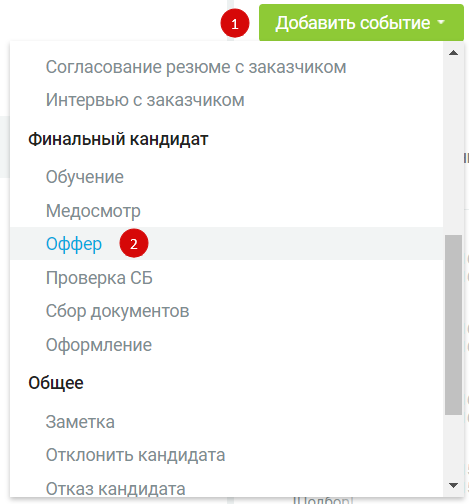 1 Добавить событие
Согласование резюме с заказчиком
Интервью с заказчиком
Финальный кандидат
Обучение
Медосмотр
Оффер 2
Проверка СБ
Сбор документов
Оформление
Общее
Заметка
Отклонить кандидата
Отказ кандидата